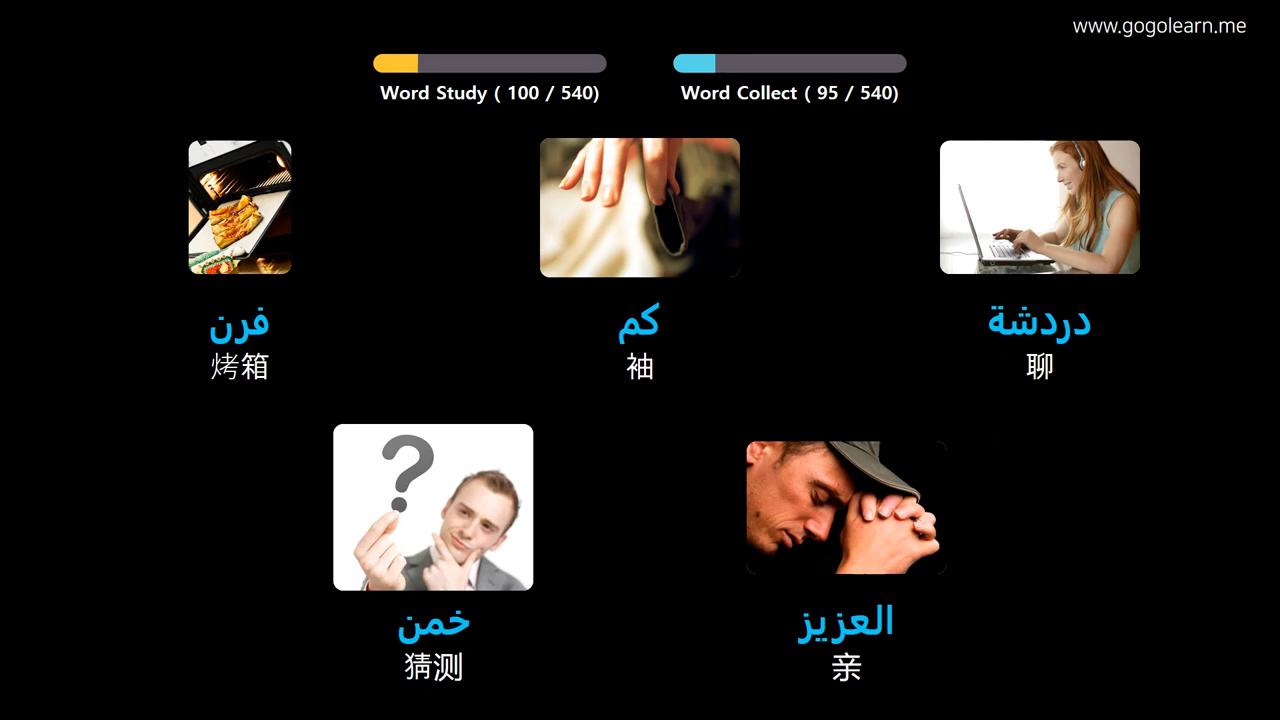 www.gogolearn.me
Word Study ( 100 / 540)
Word Collect ( 95 / 540)
فرن
烤箱
كم
袖
دردشة
聊
?
خمن
猜测
العزيز
亲